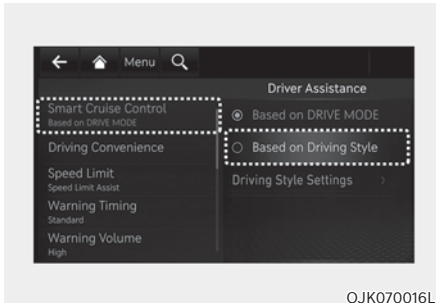 Menu
Driver Assistance
Smart Cruise Control
Based on DRIVE MODE
Driving Convenience
Speed Limit
Speed Limit Assist
Warning Timing
Standard
Warning Volume
High
Based on DRIVE MODE
Based on Driving Style
Driving Style Settings
OJK070016L